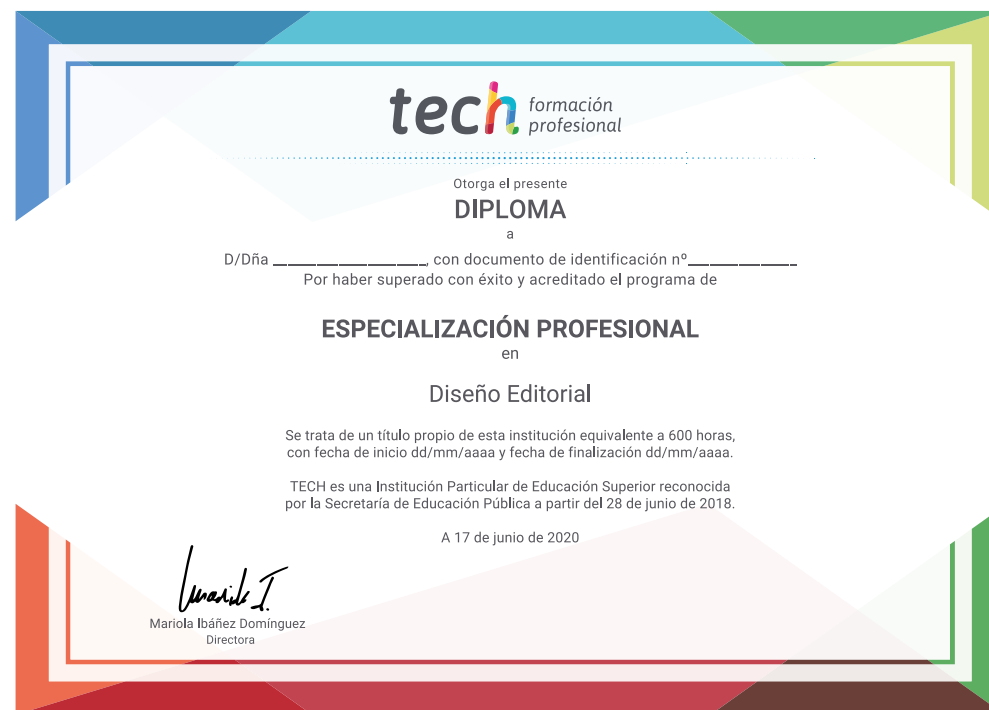 tech formación
profesional
Otorga el presente
DIPLOMA
a
D/Dña ____________________, con documento de identificación nº______________
Por haber superado con éxito y acreditado el programa de
ESPECIALIZACIÓN PROFESIONAL
en
Diseño Editorial
Se trata de un título propio de esta institución equivalente a 600 horas,
con fecha de inicio dd/mm/aaaa y fecha de finalización dd/mm/aaaa.
TECH es una Institución Particular de Educación Superior reconocida
por la Secretaría de Educación Pública a partir del 28 de junio de 2018.
A 17 de junio de 2020
Mariola Ibáñez Domínguez
Directora